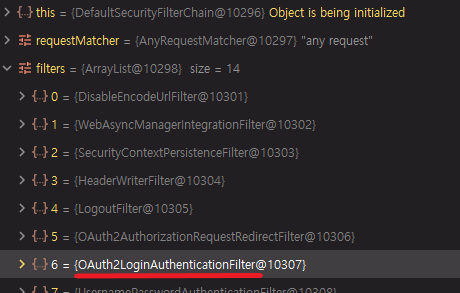 this = {DefaultSecurityFilterChain@10296} Object is being initialized
requestMatcher = {AnyRequestMatcher@10297} "any request"
filters = {ArrayList@10298} size = 14
{..} 0 = {DisableEncodeUrlFilter@10301}
{..} 1 = {WebAsyncManagerIntegrationFilter@10302}
{..} 2 = {SecurityContextPersistenceFilter@10303}
{..} 3 = {HeaderWriterFilter@10304}
{..} 4 = {LogoutFilter@10305}
{..} 5 = {OAuth2AuthorizationRequestRedirectFilter@10306}
{..} 6 = {OAuth2LoginAuthenticationFilter@10307}
{..} 7 = {UsernamePasswordAuthenticationFilter@10308}